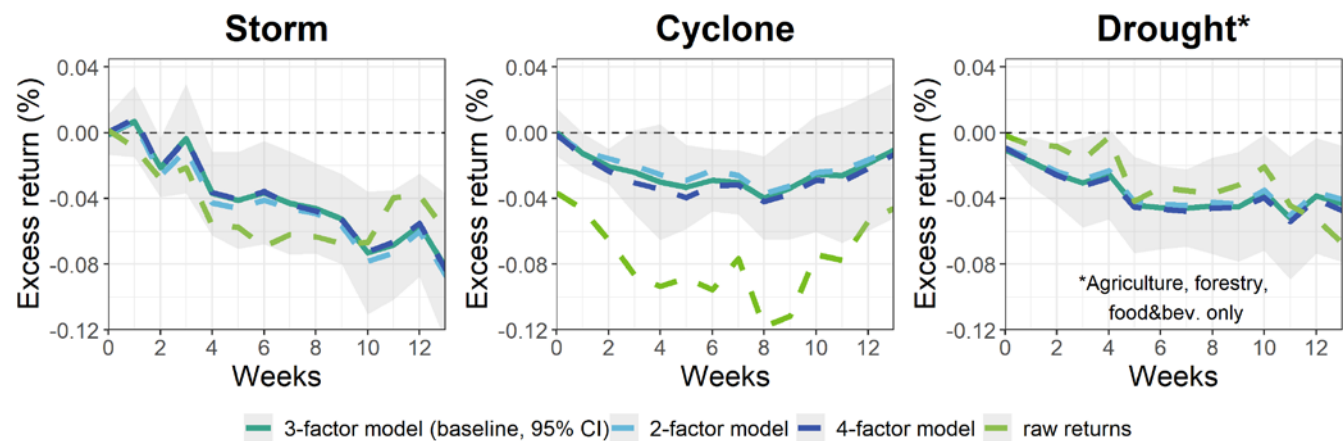 Storm
Cyclone
Drought*
Excess return (%)
0.04
0.00
-0.04
-0.08
-0.12
0 2 4 6 8 10 12
Weeks
Excess return (%)
0.04
0.00
-0.04
-0.08
-0.12
0 2 4 6 8 10 12
Weeks
Excess return (%)
0.04
0.00
-0.04
-0.08
-0.12
*Agriculture, forestry,
food&bev. only
0 2 4 6 8 10 12
Weeks
3-factor model (baseline, 95% CI) 2-factor model 4-factor model raw returns